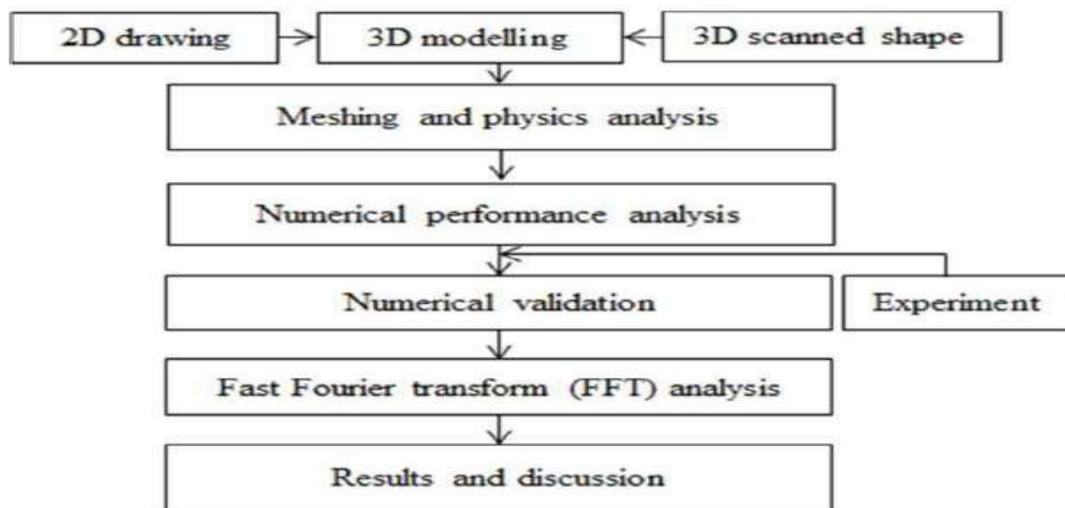 2D drawing
3D modelling
3D scanned shape
Meshing and physics analysis
Numerical performance analysis
Numerical validation
Experiment
Fast Fourier transform (FFT) analysis
Results and discussion